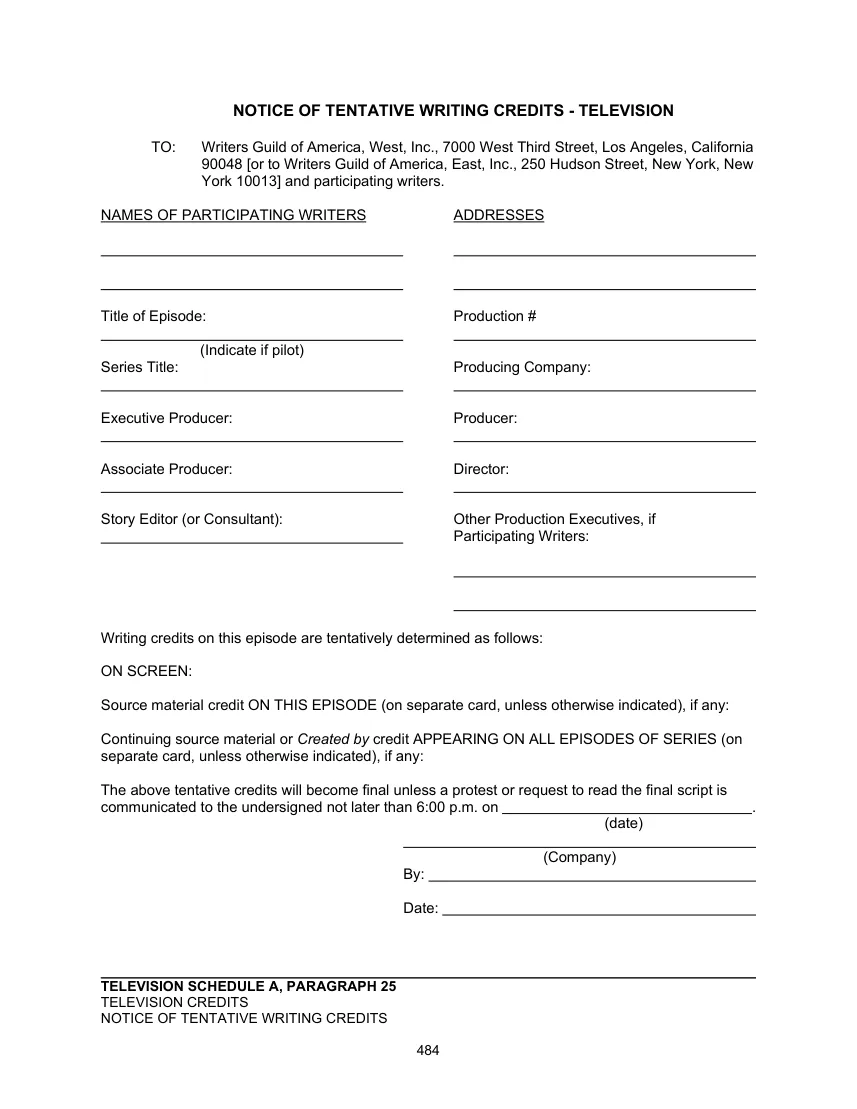 NOTICE OF TENTATIVE WRITING CREDITS - TELEVISION
TO: Writers Guild of America, West, Inc., 7000 West Third Street, Los Angeles, California
90048 [or to Writers Guild of America, East, Inc., 250 Hudson Street, New York, New
York 10013] and participating writers.
NAMES OF PARTICIPATING WRITERS ADDRESSES
Title of Episode: Production #
(Indicate if pilot)
Series Title: Producing Company:
Executive Producer: Producer:
Associate Producer: Director:
Story Editor (or Consultant): Other Production Executives, if
Participating Writers:
Writing credits on this episode are tentatively determined as follows:
ON SCREEN:
Source material credit ON THIS EPISODE (on separate card, unless otherwise indicated), if any:
Continuing source material or Created by credit APPEARING ON ALL EPISODES OF SERIES (on
separate card, unless otherwise indicated), if any:
The above tentative credits will become final unless a protest or request to read the final script is
communicated to the undersigned not later than 6:00 p.m. on ______________________________.
(date)
(Company)
By:
Date:
TELEVISION SCHEDULE A, PARAGRAPH 25
TELEVISION CREDITS
NOTICE OF TENTATIVE WRITING CREDITS
484